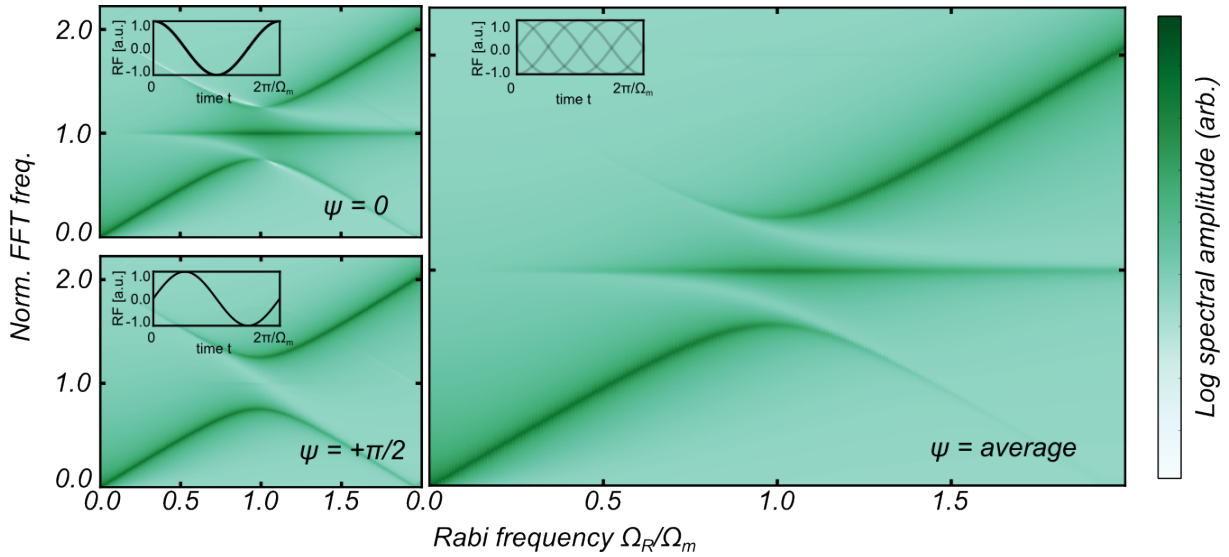 Norm. FFT freq.
2.0
1.0
0.0
RF [a.u.]
1.0
0.0
-1.0
0
2π/Ωm
time t
ψ = 0
2.0
1.0
0.0
RF [a.u.]
1.0
0.0
-1.0
0
2π/Ωm
time t
ψ = +π/2
0.0 0.5 1.0 1.5 0.0
RF [a.u.]
1.0
0.0
-1.0
0
2π/Ωm
time t
ψ = average
0.5 1.0 1.5
Rabi frequency ΩR/Ωm
Log spectral amplitude (arb.)